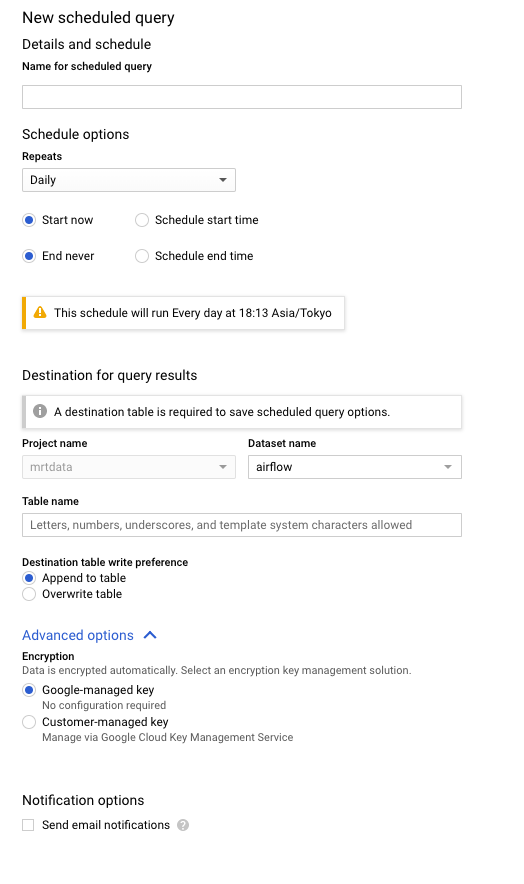 New scheduled query
Details and schedule
Name for scheduled query
Schedule options
Repeats
Daily
Start now Schedule start time
End never Schedule end time
This schedule will run Every day at 18:13 Asia/Tokyo
Destination for query results
A destination table is required to save scheduled query options.
Project name Dataset name
mrtdata airflow
Table name
Letters, numbers, underscores, and template system characters allowed
Destination table write preference
Append to table
Overwrite table
Advanced options
Encryption
Data is encrypted automatically. Select an encryption key management solution.
Google-managed key
No configuration required
Customer-managed key
Manage via Google Cloud Key Management Service
Notification options
Send email notifications ?